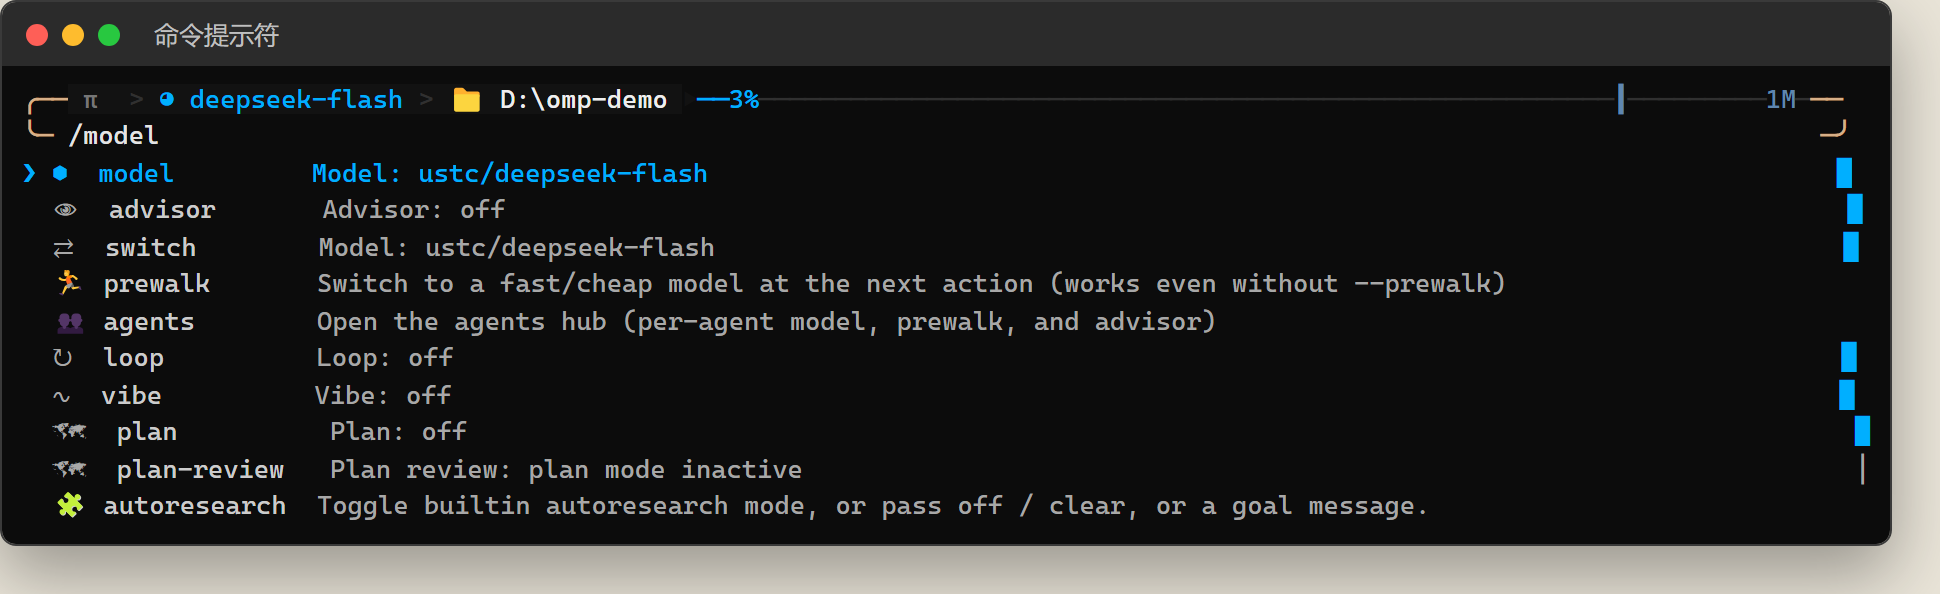 命令提示符
π > deepseek-flash > D:\omp-demo 3% 1M
/model
❯ model Model: ustc/deepseek-flash
advisor Advisor: off
switch Model: ustc/deepseek-flash
prewalk Switch to a fast/cheap model at the next action (works even without --prewalk)
agents Open the agents hub (per-agent model, prewalk, and advisor)
loop Loop: off
vibe Vibe: off
plan Plan: off
plan-review Plan review: plan mode inactive
autoresearch Toggle builtin autoresearch mode, or pass off / clear, or a goal message.